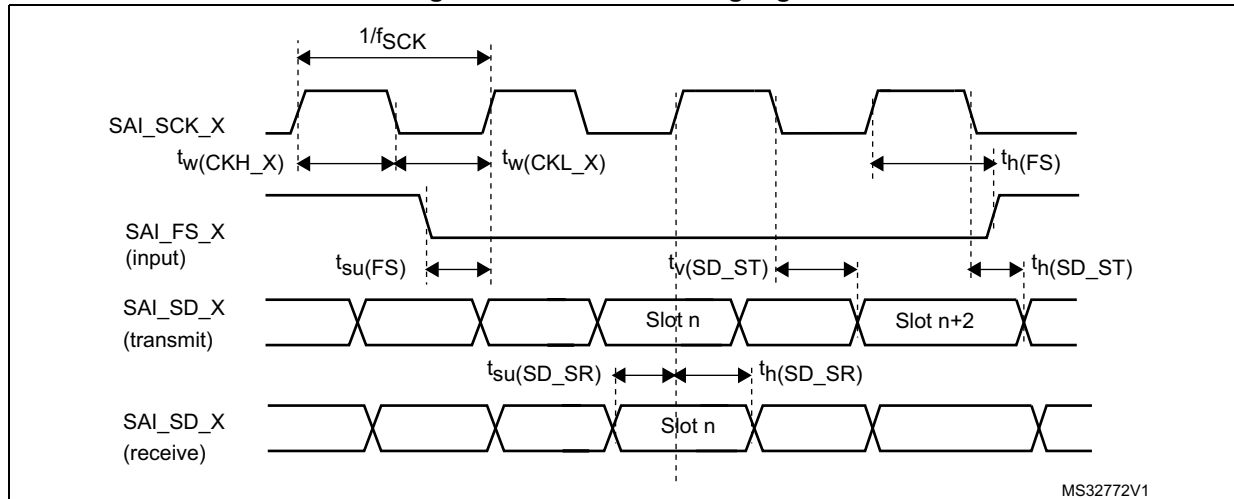 1/fSCK
SAI_SCK_X
tw(CKH_X) tw(CKL_X) th(FS)
SAI_FS_X
(input)
tsu(FS) tv(SD_ST) th(SD_ST)
SAI_SD_X
(transmit)
Slot n Slot n+2
tsu(SD_SR) th(SD_SR)
SAI_SD_X
(receive)
Slot n
MS32772V1